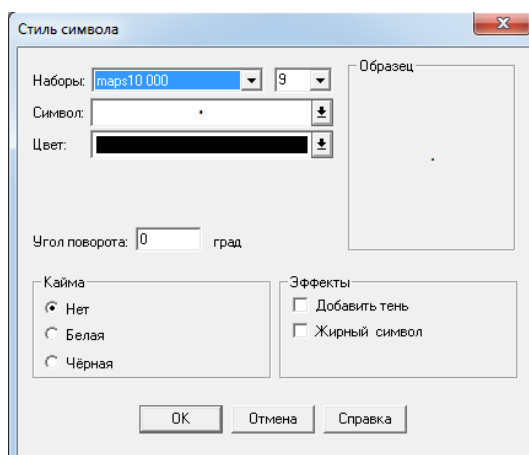 Стиль символа
Наборы: maps10 000 9
Образец
Символ:
Цвет:
Угол поворота: 0 град
Кайма
Эффекты
Нет
Добавить тень
Белая
Жирный символ
Чёрная
OK Отмена Справка